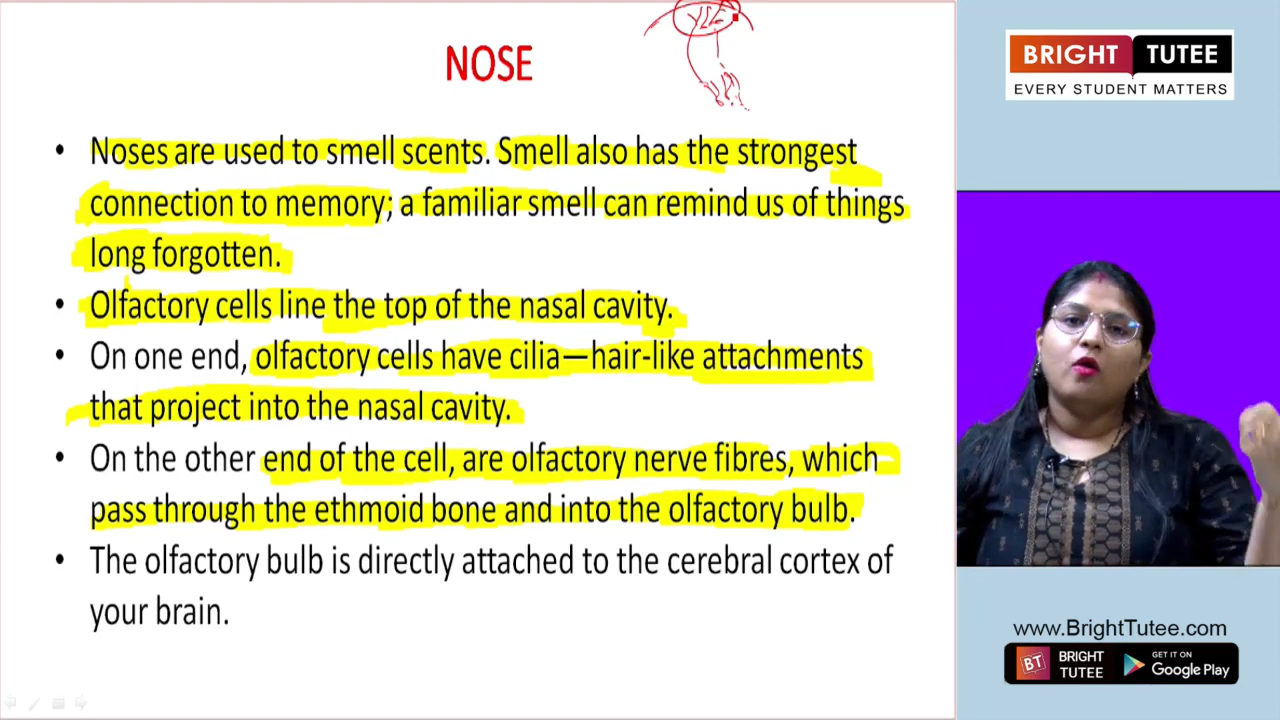 NOSE
• Noses are used to smell scents. Smell also has the strongest
connection to memory; a familiar smell can remind us of things
long forgotten.
• Olfactory cells line the top of the nasal cavity.
• On one end, olfactory cells have cilia—hair-like attachments
that project into the nasal cavity.
• On the other end of the cell, are olfactory nerve fibres, which
pass through the ethmoid bone and into the olfactory bulb.
• The olfactory bulb is directly attached to the cerebral cortex of
your brain.
BRIGHT TUTEE
EVERY STUDENT MATTERS
www.BrightTutee.com
BT BRIGHT TUTEE
GET IT ON
Google Play